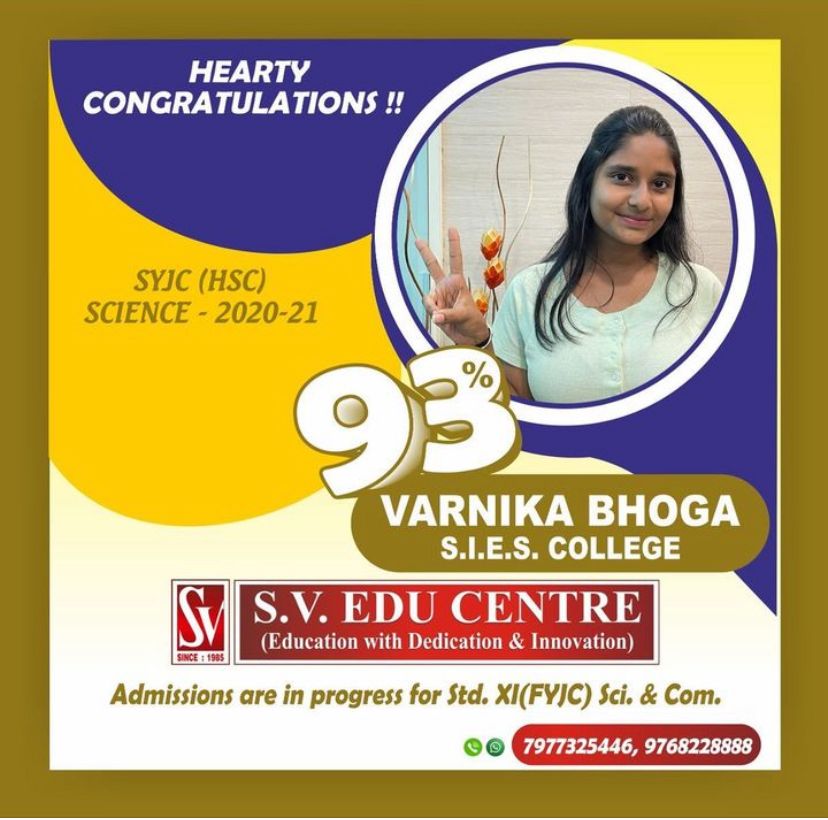 HEARTY
CONGRATULATIONS !!
SYJC (HSC)
SCIENCE - 2020-21
93%
VARNIKA BHOGA
S.I.E.S. COLLEGE
SV
SINCE : 1985
S.V. EDU CENTRE
(Education with Dedication & Innovation)
Admissions are in progress for Std. XI(FYJC) Sci. & Com.
7977325446, 9768228888